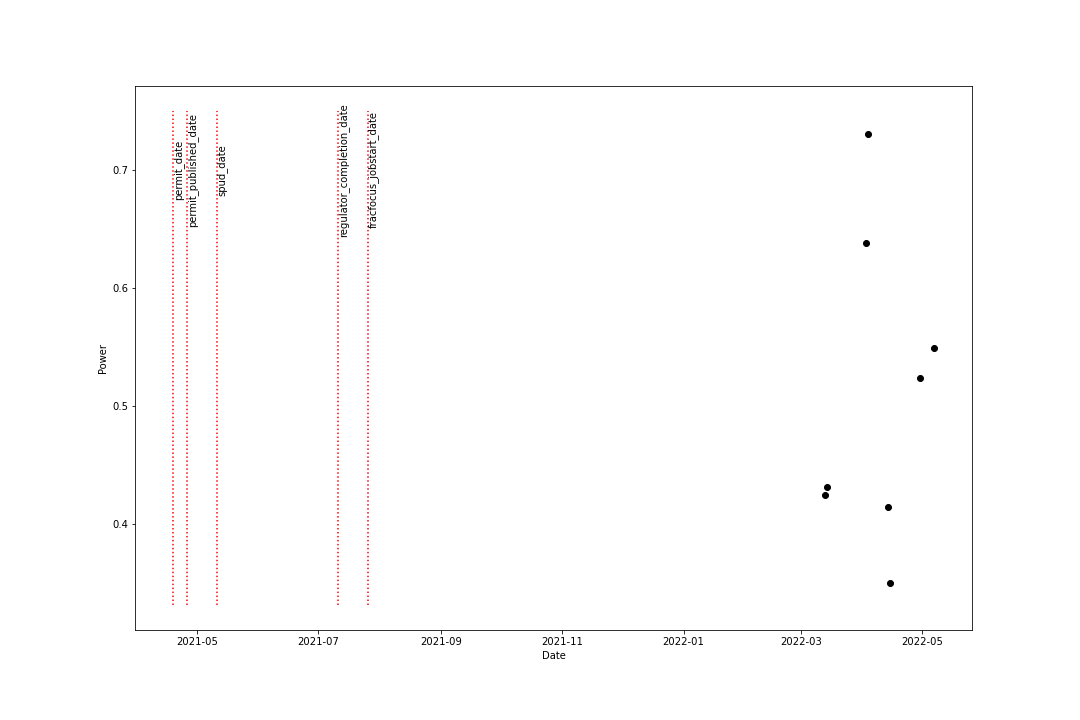 permit_date
permit_published_date
spud_date
regulator_completion_date
fracfocus_jobstart_date
0.7
0.6
0.5
0.4
Power
2021-05 2021-07 2021-09 2021-11 2022-01 2022-03 2022-05
Date